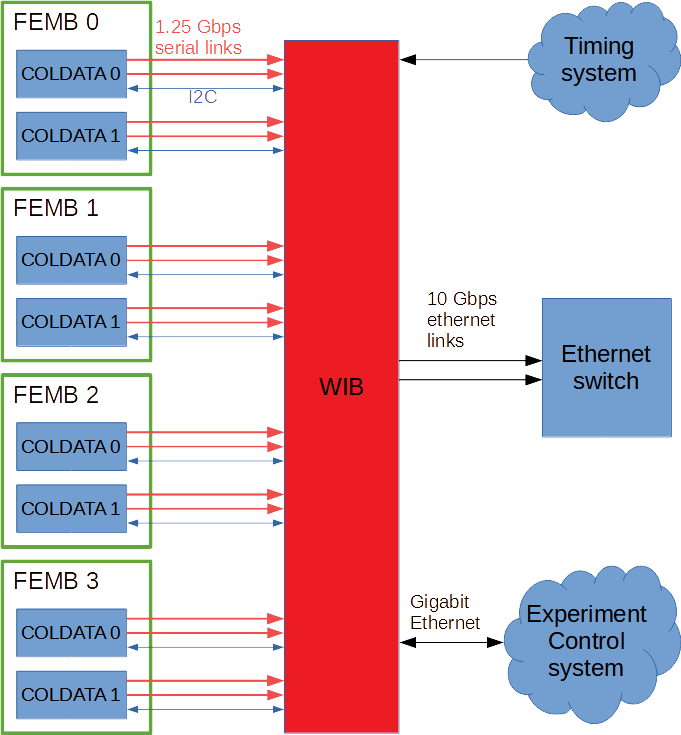 FEMB 0
1.25 Gbps
serial links
COLDATA 0
I2C
COLDATA 1
FEMB 1
COLDATA 0
COLDATA 1
FEMB 2
COLDATA 0
COLDATA 1
FEMB 3
COLDATA 0
COLDATA 1
WIB
Timing
system
10 Gbps
ethernet
links
Ethernet
switch
Gigabit
Ethernet
Experiment
Control
system